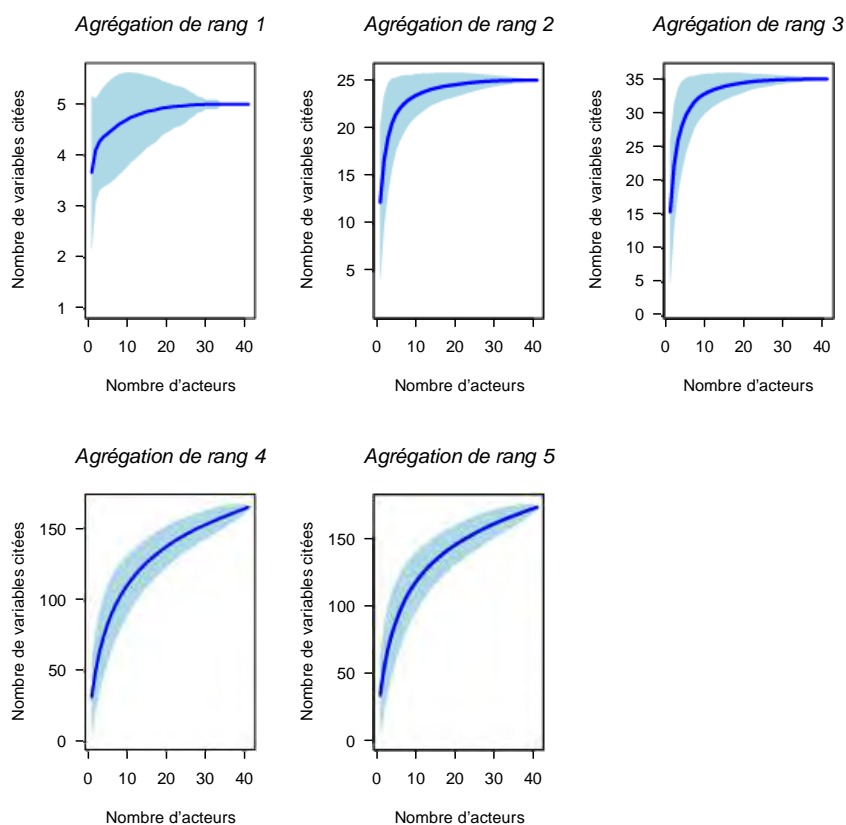 Agrégation de rang 1
Agrégation de rang 2
Agrégation de rang 3
Nombre de variables citées
5
4
3
2
1
0 10 20 30 40
Nombre d'acteurs
Nombre de variables citées
25
20
15
10
5
0 10 20 30 40
Nombre d'acteurs
Nombre de variables citées
35
30
25
20
15
10
5
0
0 10 20 30 40
Nombre d'acteurs
Agrégation de rang 4
Agrégation de rang 5
Nombre de variables citées
150
100
50
0
0 10 20 30 40
Nombre d'acteurs
Nombre de variables citées
150
100
50
0
0 10 20 30 40
Nombre d'acteurs